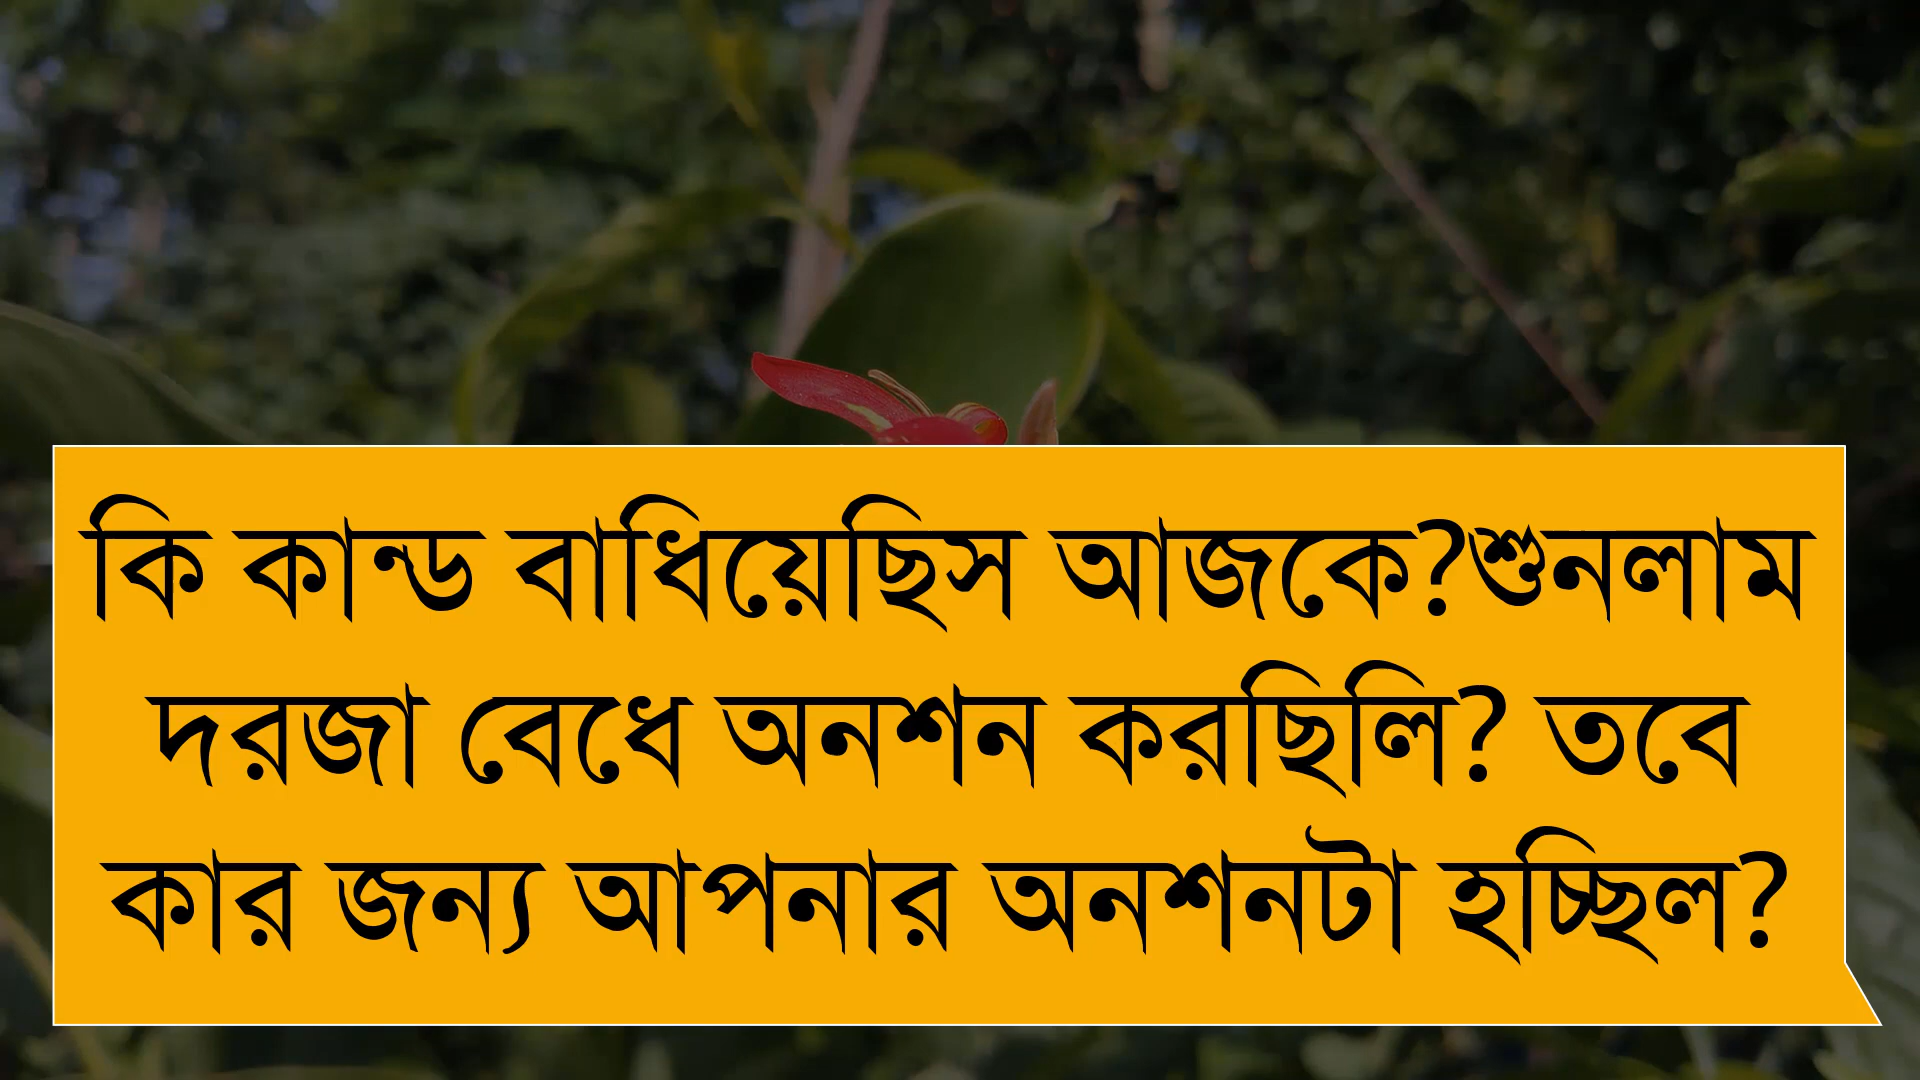 কি কান্ড বাধিয়েছিস আজকে?শুনলাম
দরজা বেধে অনশন করছিলি? তবে
কার জন্য আপনার অনশনটা হচ্ছিল?